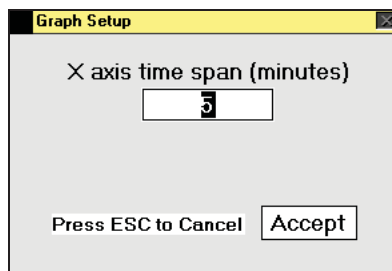 Graph Setup
X axis time span (minutes)
5
Press ESC to Cancel Accept